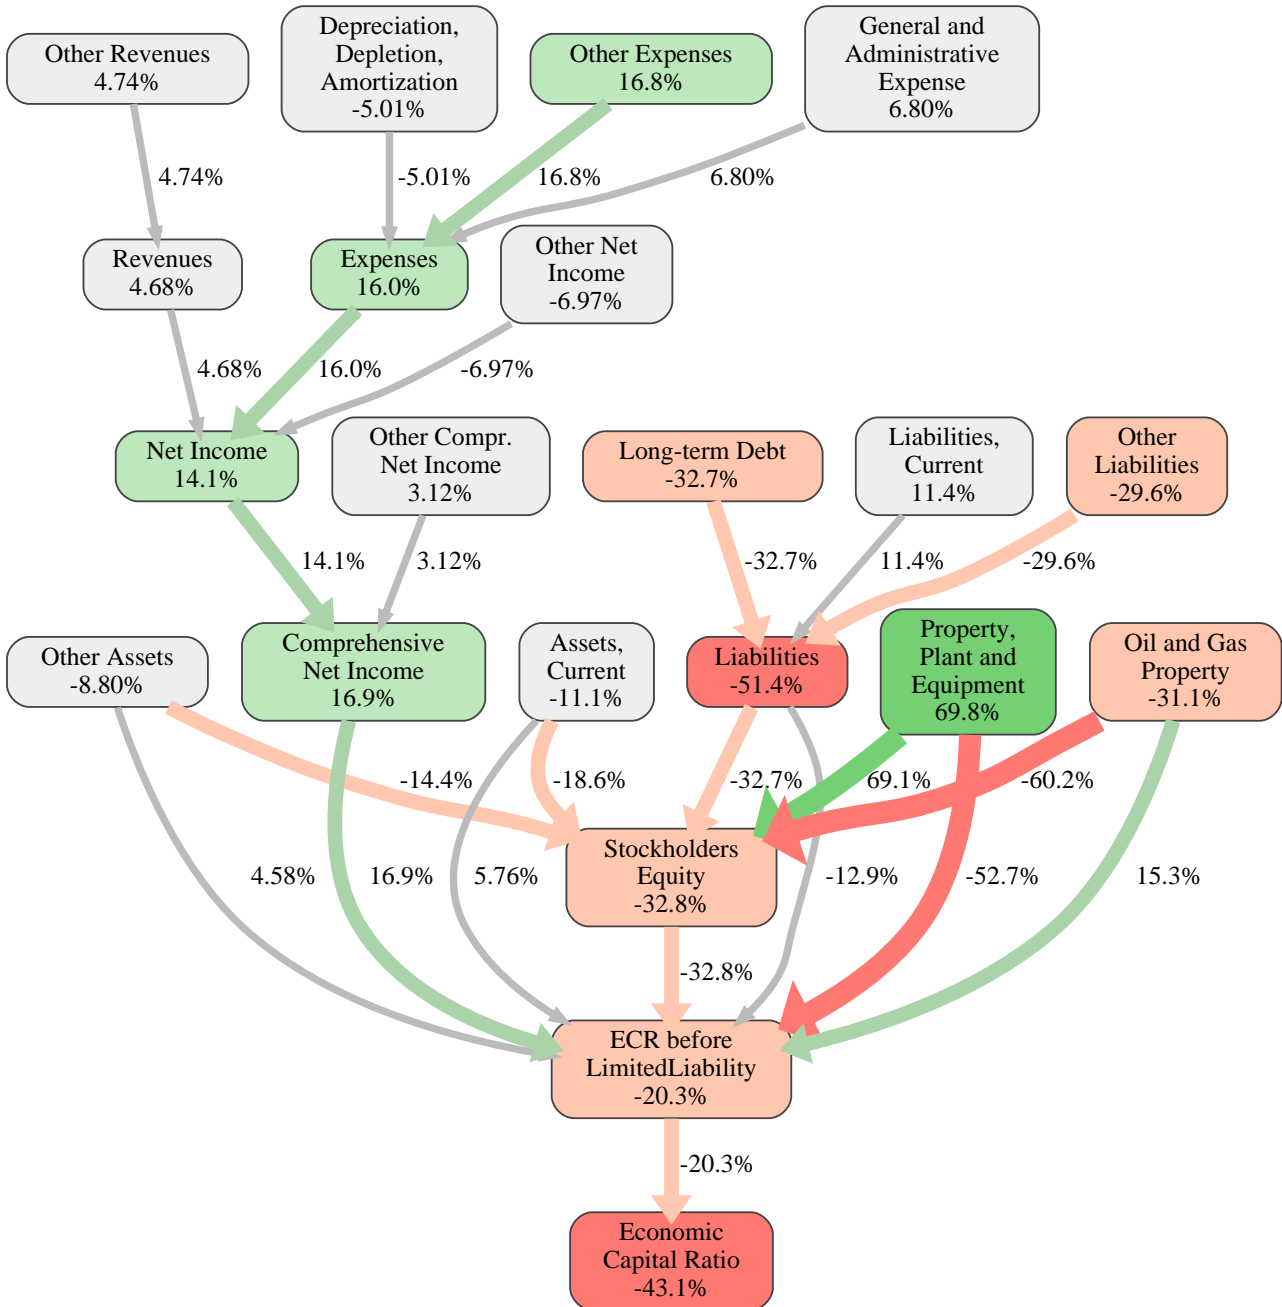 Other Revenues
4.74%
Depreciation,
Depletion,
Amortization
-5.01%
Other Expenses
16.8%
General and
Administrative
Expense
6.80%
4.74%
-5.01%
16.8%
6.80%
Revenues
4.68%
Expenses
16.0%
Other Net
Income
-6.97%
4.68%
16.0%
-6.97%
Net Income
14.1%
Other Compr.
Net Income
3.12%
Long-term Debt
-32.7%
Liabilities,
Current
11.4%
Other
Liabilities
-29.6%
14.1%
3.12%
-32.7%
11.4%
-29.6%
Other Assets
-8.80%
Comprehensive
Net Income
16.9%
Assets,
Current
-11.1%
Liabilities
-51.4%
Property,
Plant and
Equipment
69.8%
Oil and Gas
Property
-31.1%
-14.4%
-18.6%
-32.7%
69.1%
-60.2%
Stockholders
Equity
-32.8%
4.58%
16.9%
5.76%
-12.9%
-52.7%
15.3%
-32.8%
ECR before
LimitedLiability
-20.3%
-20.3%
Economic
Capital Ratio
-43.1%